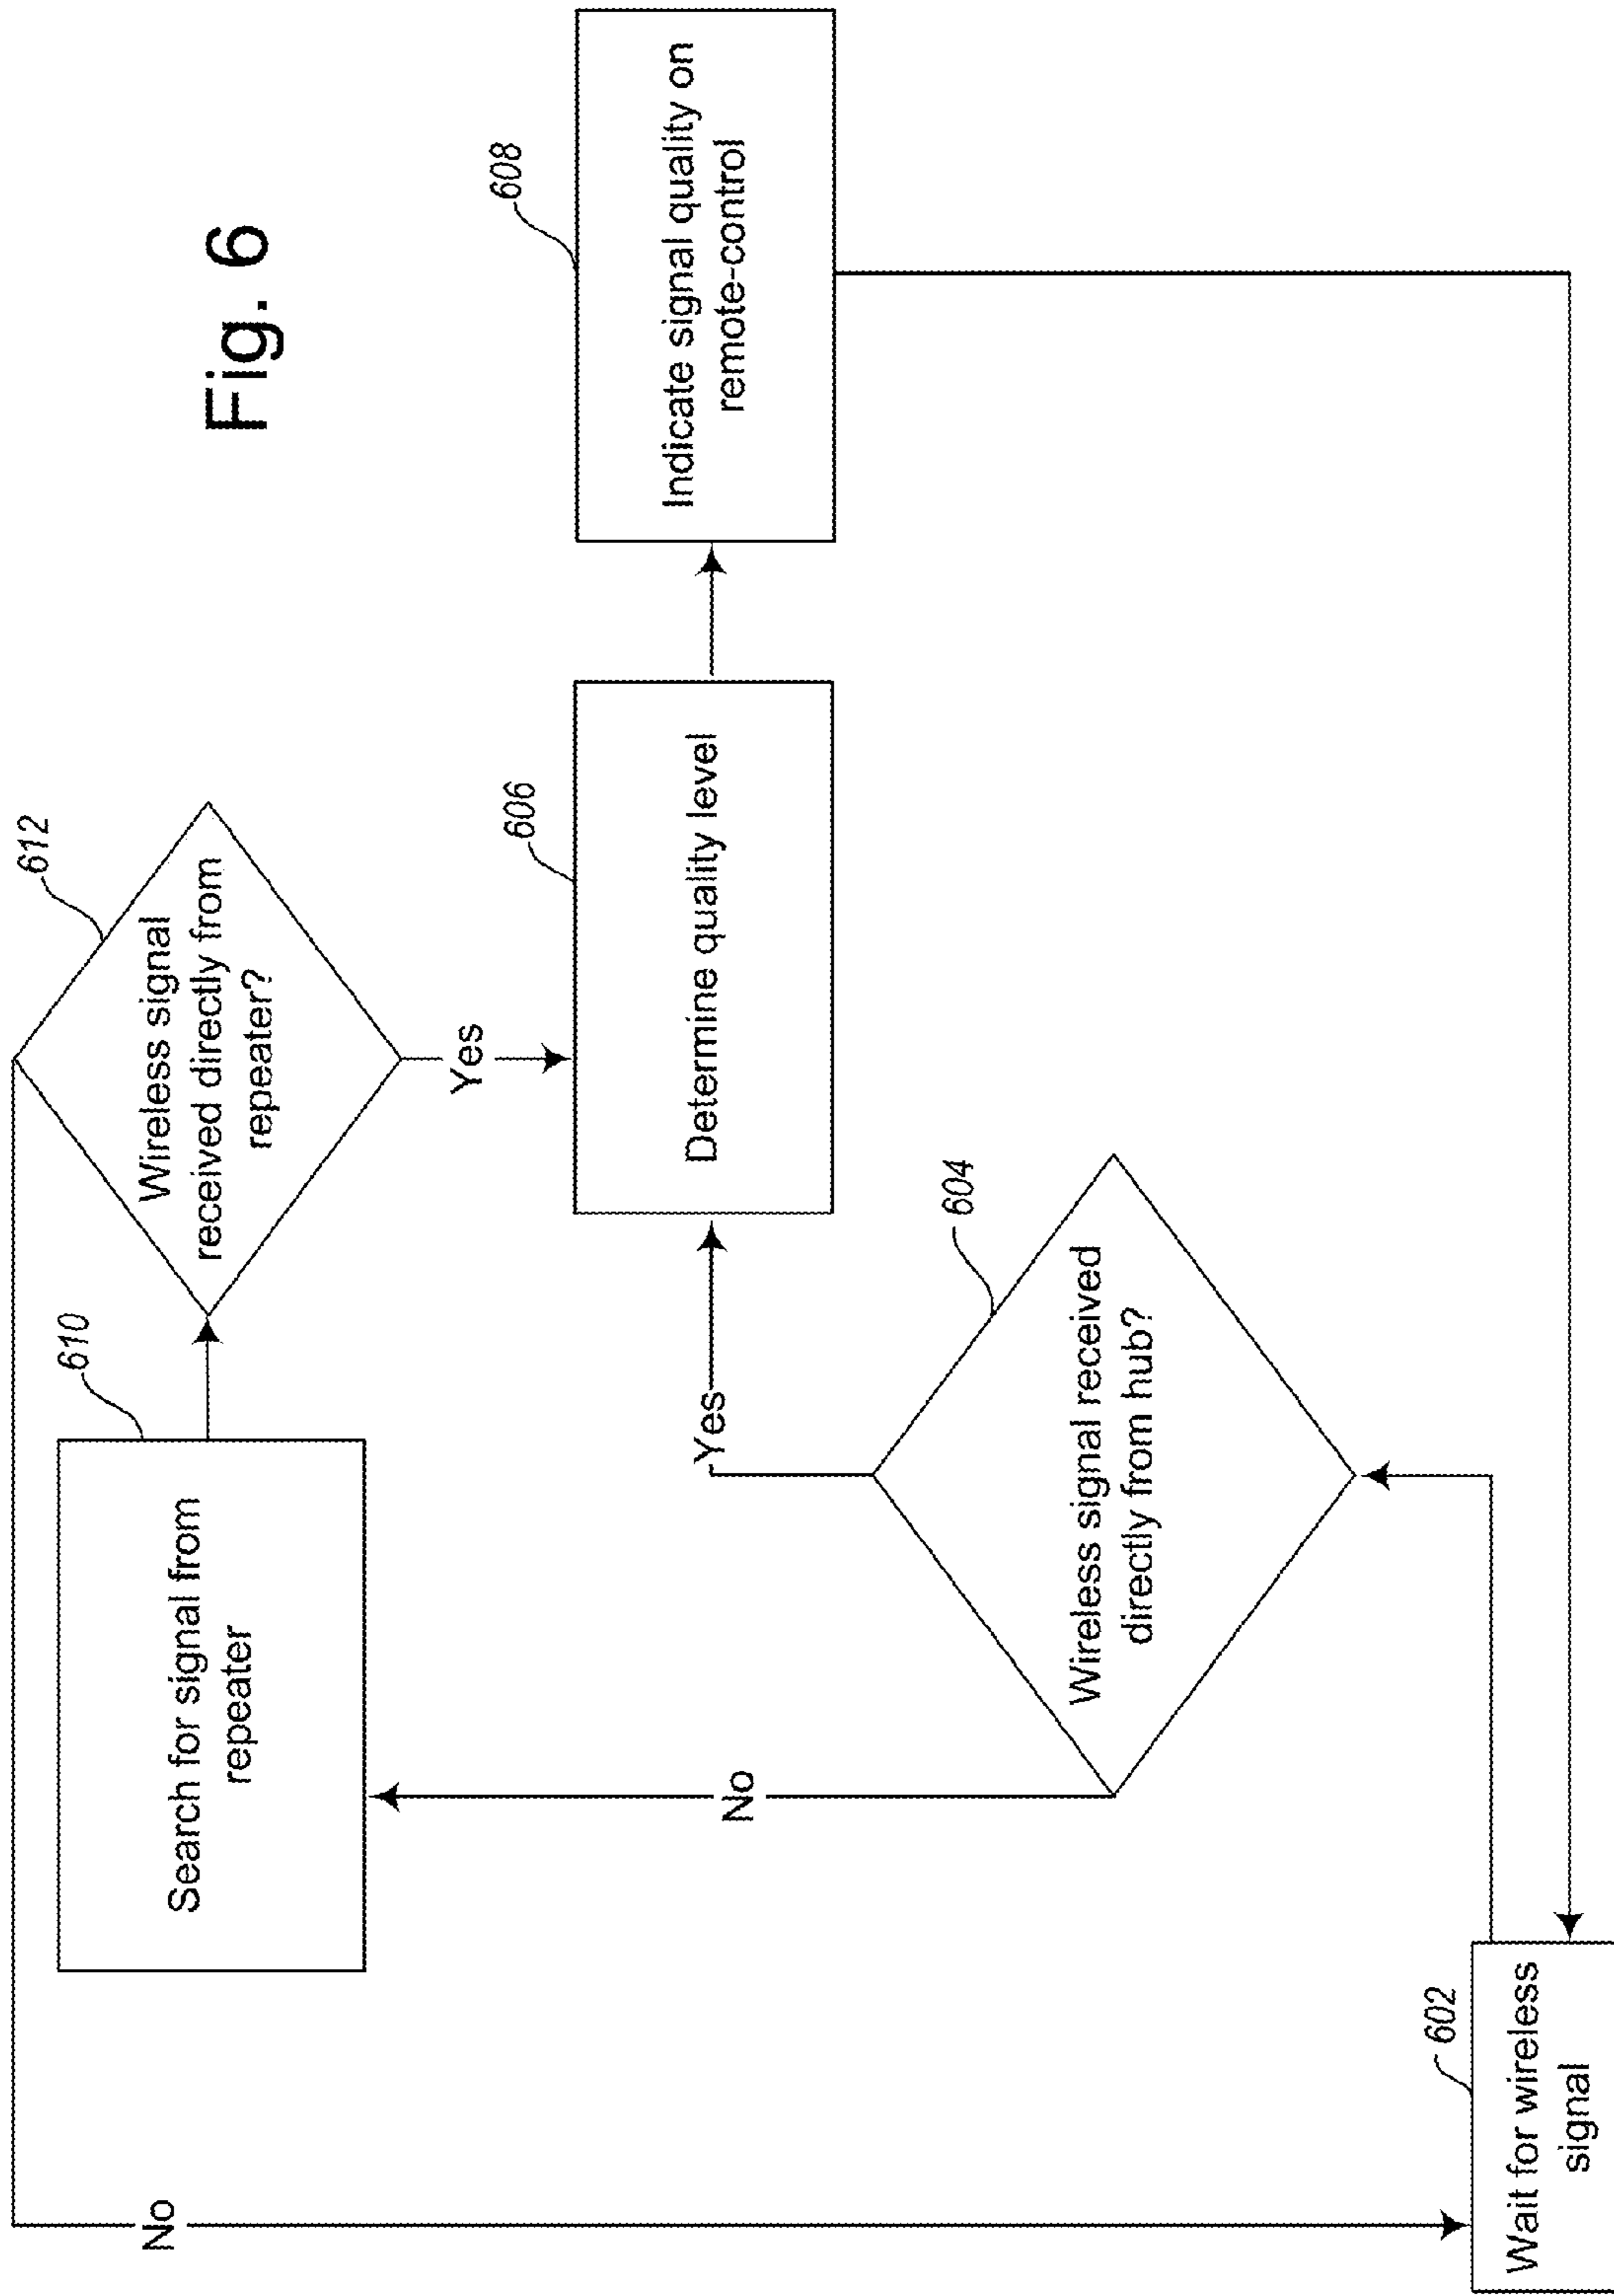 Fig. 6
610
Search for signal from
repeater
612
Wireless signal
received directly from
repeater?
No
Yes
No
604
Wireless signal received
directly from hub?
Yes
606
Determine quality level
608
Indicate signal quality on
remote-control
602
Wait for wireless
signal